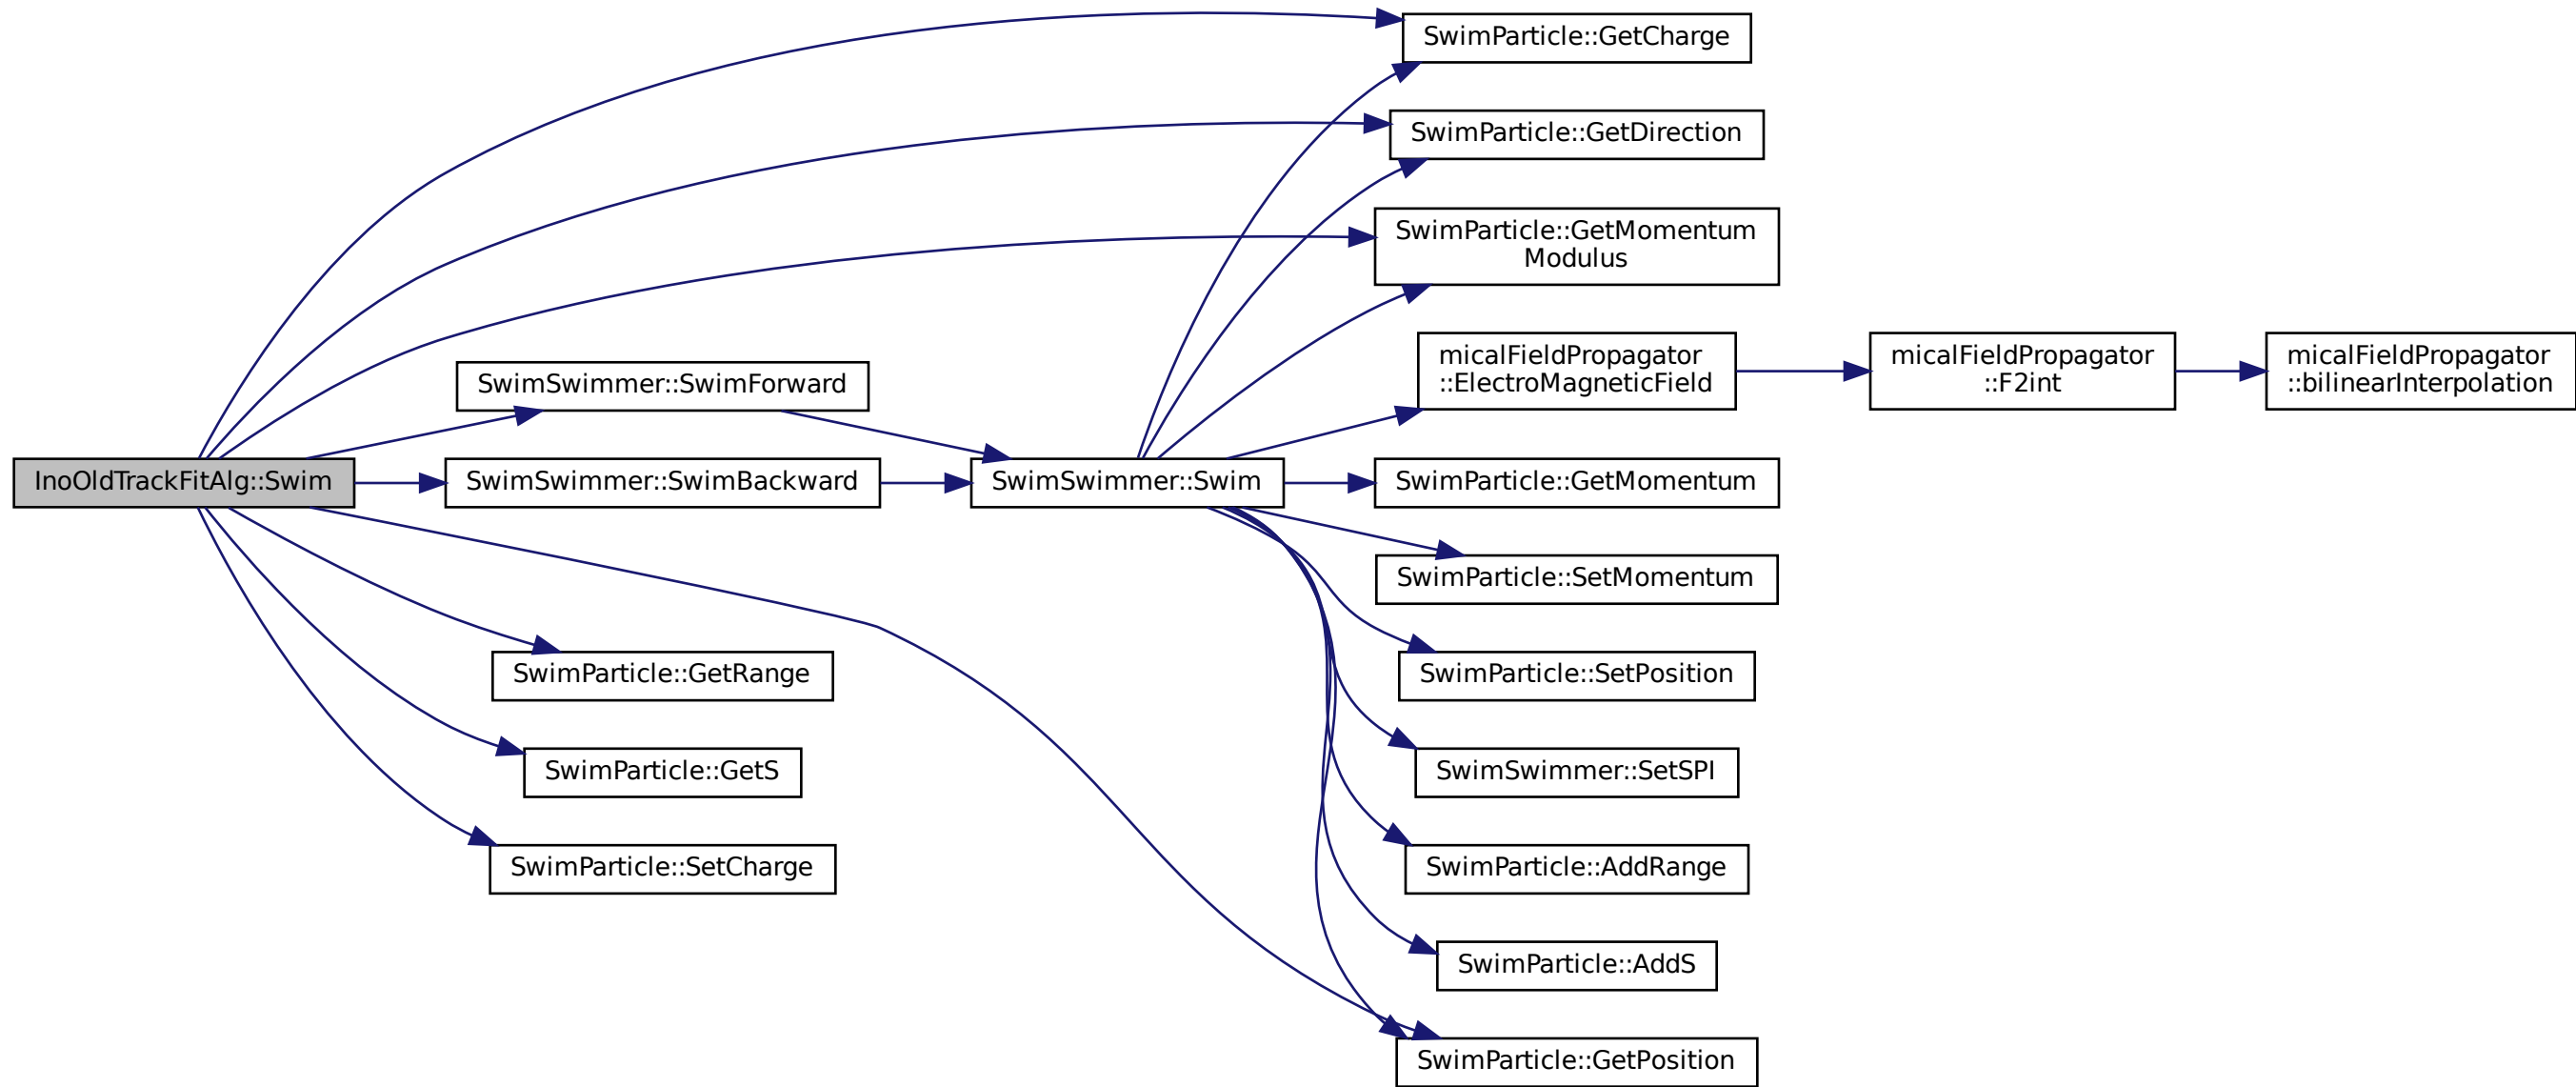 SwimParticle::GetCharge
SwimParticle::GetDirection
SwimParticle::GetMomentum
Modulus
micalFieldPropagator
::ElectroMagneticField
micalFieldPropagator
::F2int
micalFieldPropagator
::bilinearInterpolation
SwimSwimmer::SwimForward
InoOldTrackFitAlg::Swim
SwimSwimmer::SwimBackward
SwimSwimmer::Swim
SwimParticle::GetMomentum
SwimParticle::SetMomentum
SwimParticle::GetRange
SwimParticle::SetPosition
SwimParticle::GetS
SwimSwimmer::SetSPI
SwimParticle::SetCharge
SwimParticle::AddRange
SwimParticle::AddS
SwimParticle::GetPosition